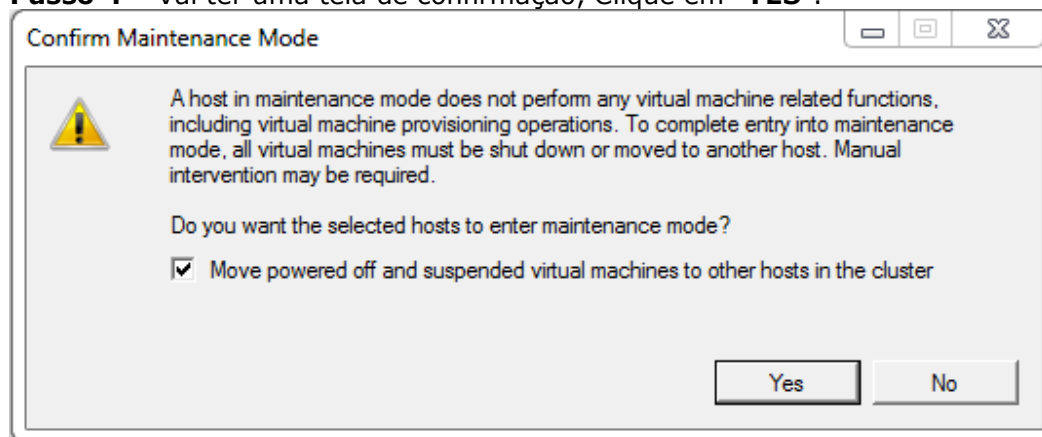 Passo 4 – Vai ter uma tela de confirmação, Clique em "YES".
Confirm Maintenance Mode
A host in maintenance mode does not perform any virtual machine related functions,
including virtual machine provisioning operations. To complete entry into maintenance
mode, all virtual machines must be shut down or moved to another host. Manual
intervention may be required.
Do you want the selected hosts to enter maintenance mode?
Move powered off and suspended virtual machines to other hosts in the cluster
Yes No